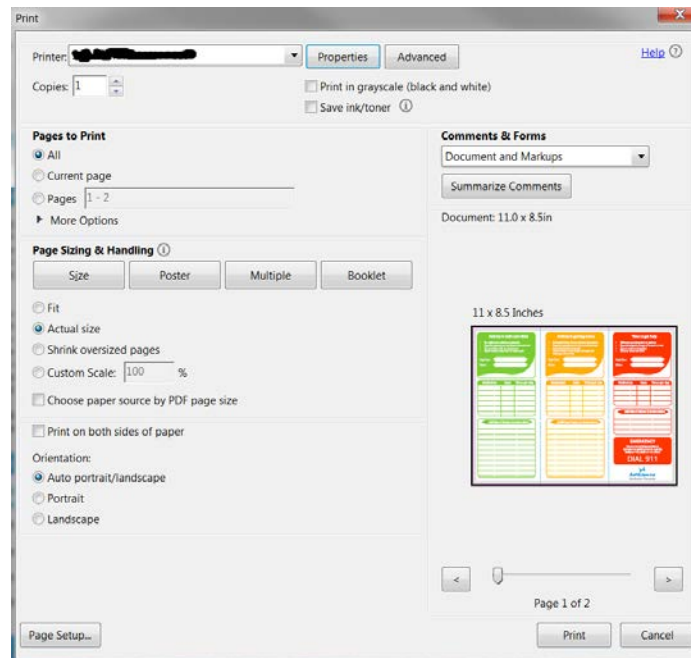 Print
Printer: Properties Advanced Help
Copies: 1 Print in grayscale (black and white)
Save ink/toner
Pages to Print
All
Current page
Pages 1 - 2
More Options
Comments & Forms
Document and Markups
Summarize Comments
Page Sizing & Handling
Size Poster Multiple Booklet
Fit
Actual size
Shrink oversized pages
Custom Scale: 100 %
Choose paper source by PDF page size
Print on both sides of paper
Orientation:
Auto portrait/landscape
Portrait
Landscape
Document: 11.0 x 8.5in
11 x 8.5 Inches
EMERGENCY
DIAL 911
< >
Page 1 of 2
Page Setup... Print Cancel